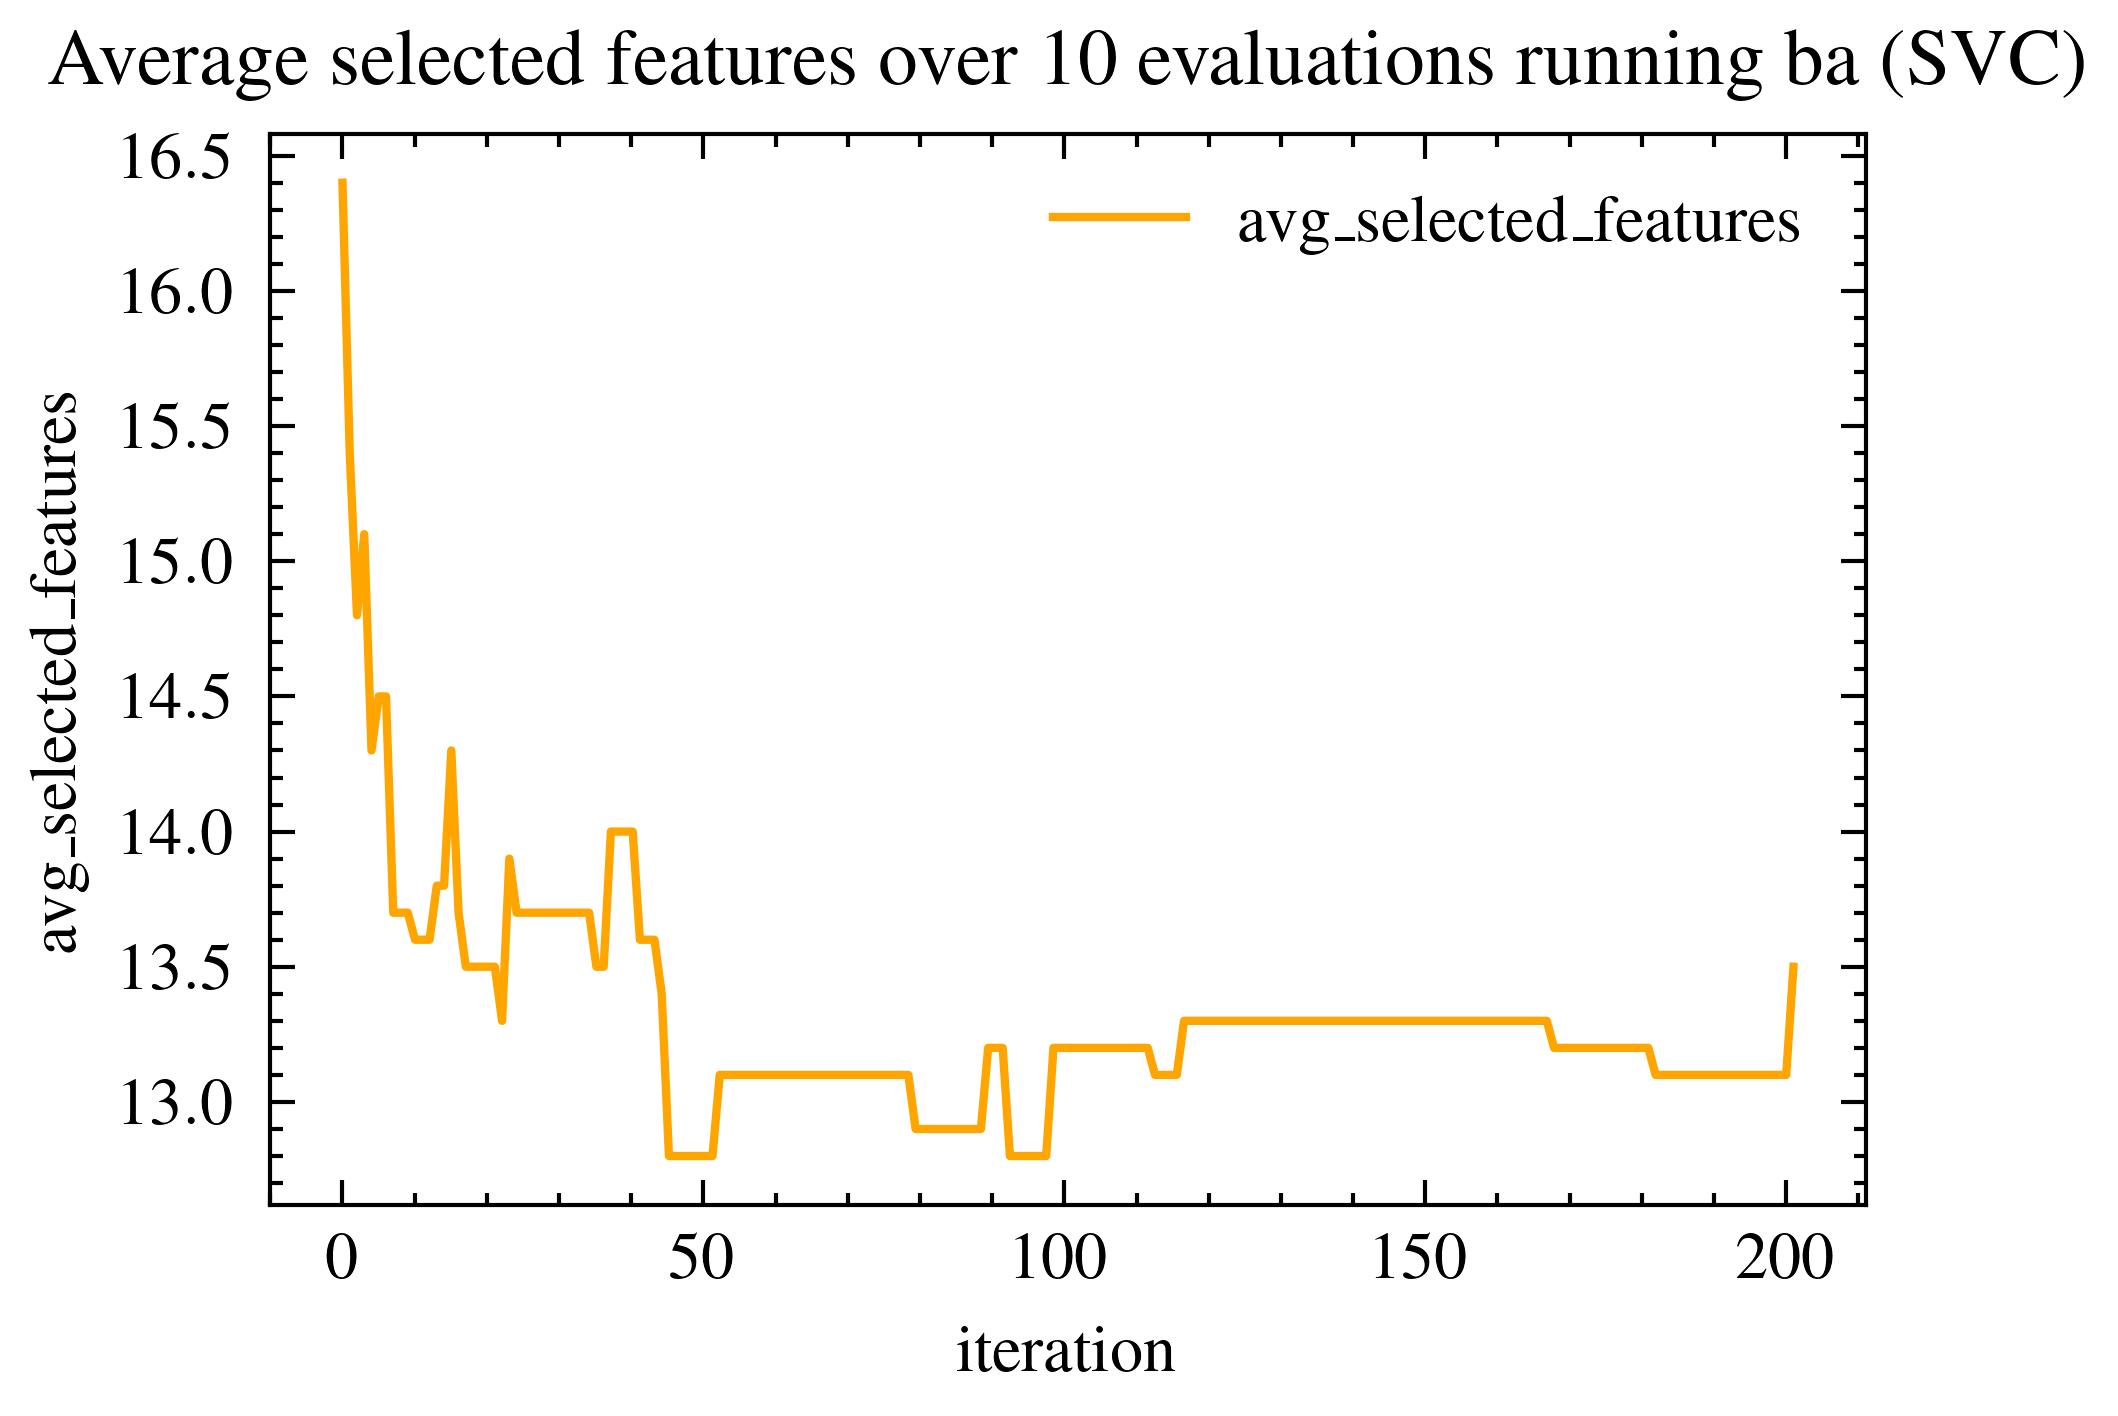 Average selected features over 10 evaluations running ba (SVC)
avg_selected_features
16.5
16.0
15.5
15.0
14.5
14.0
13.5
13.0
avg_selected_features
0 50 100 150 200
iteration